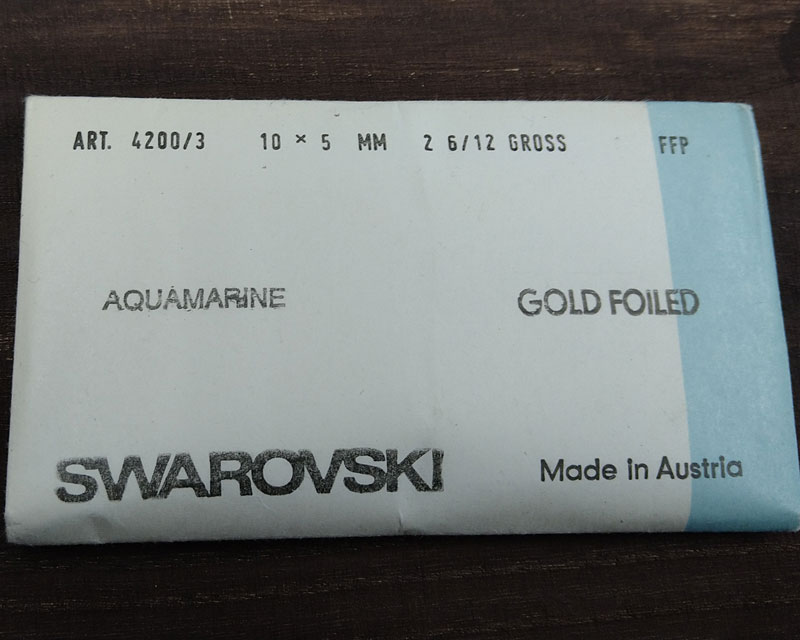 ART. 4200/3 10 × 5 MM 2 6/12 GROSS FFP
AQUAMARINE GOLD FOILED
SWAROVSKI Made in Austria